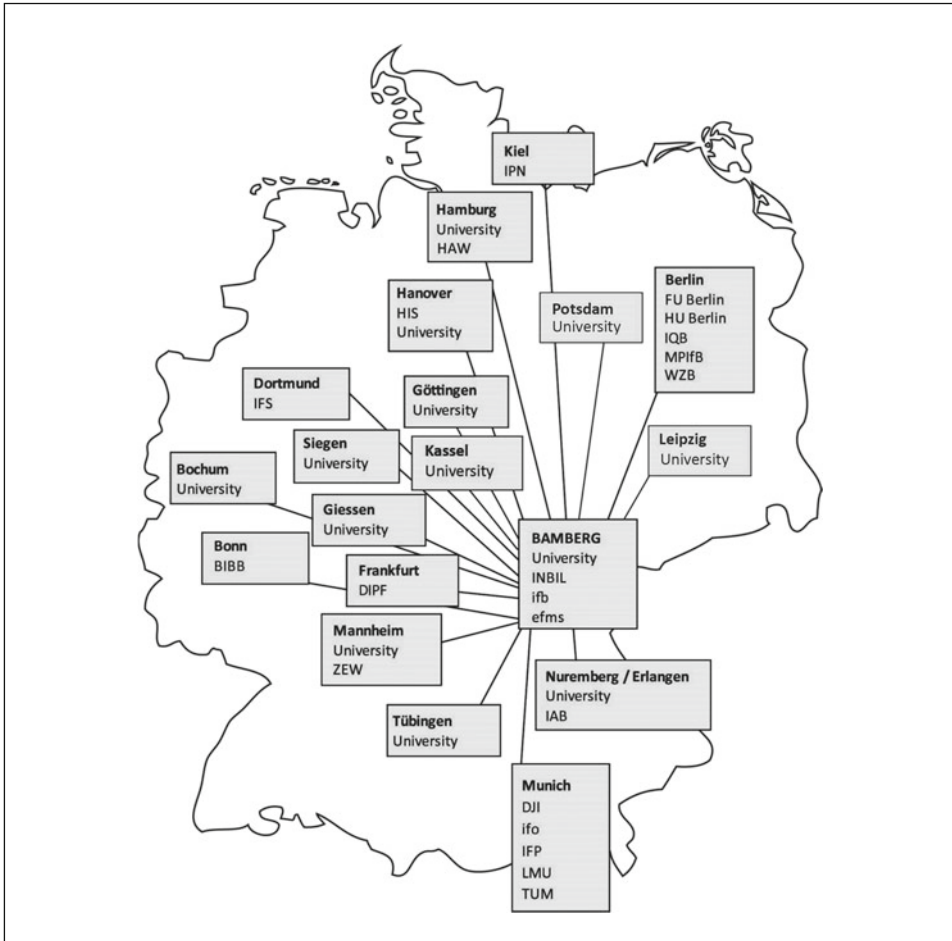 Kiel
IPN
Hamburg
University
HAW
Hanover
HIS
University
Potsdam
University
Berlin
FU Berlin
HU Berlin
IQB
MPIfB
WZB
Dortmund
IFS
Göttingen
University
Siegen
University
Kassel
University
Leipzig
University
Bochum
University
Giessen
University
Bonn
BIBB
Frankfurt
DIPF
BAMBERG
University
INBIL
ifb
efms
Mannheim
University
ZEW
Nuremberg / Erlangen
University
IAB
Tübingen
University
Munich
DJI
ifo
IFP
LMU
TUM